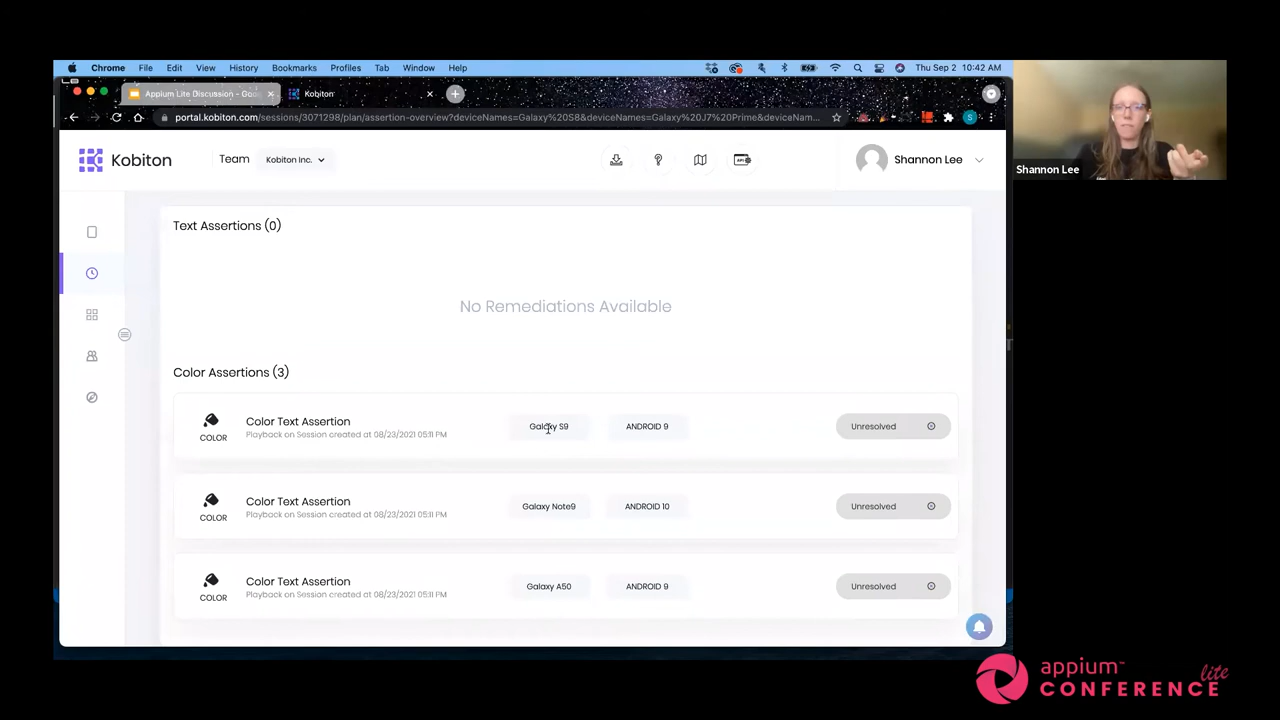 Chrome File Edit View History Bookmarks Profiles Tab Window Help Thu Sep 2 10:42 AM
Appium Lite Discussion - Goo
Kobiton
portal.kobiton.com/sessions/3071298/plan/assertion-overview?deviceNames=Galaxy%20S8&deviceNames=Galaxy%20J7%20Prime&deviceNam...
S
Kobiton
Team
Kobiton Inc.
API
Shannon Lee
Shannon Lee
Text Assertions (0)
No Remediations Available
Color Assertions (3)
COLOR
Color Text Assertion
Playback on Session created at 08/23/2021 05:11 PM
Galaxy S9
ANDROID 9
Unresolved
COLOR
Color Text Assertion
Playback on Session created at 08/23/2021 05:11 PM
Galaxy Note9
ANDROID 10
Unresolved
COLOR
Color Text Assertion
Playback on Session created at 08/23/2021 05:11 PM
Galaxy A50
ANDROID 9
Unresolved
appium™
CONFERENCE
lite